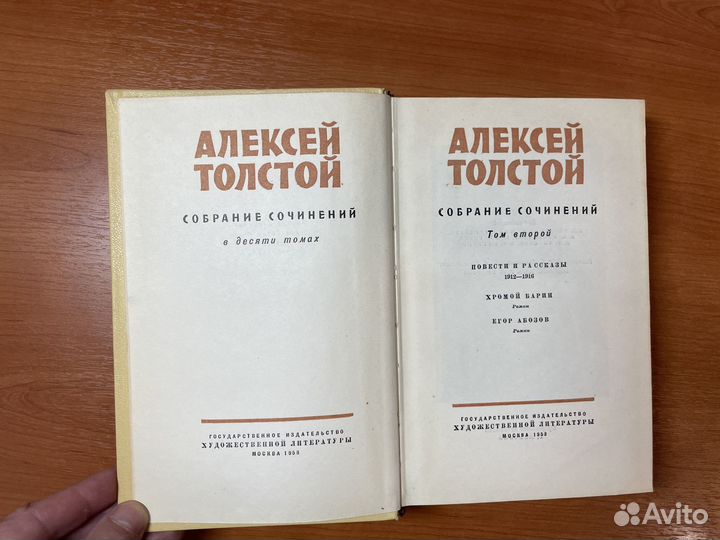 АЛЕКСЕЙ
ТОЛСТОЙ
СОБРАНИЕ СОЧИНЕНИЙ
в десяти томах
ГОСУДАРСТВЕННОЕ ИЗДАТЕЛЬСТВО
ХУДОЖЕСТВЕННОЙ ЛИТЕРАТУРЫ
МОСКВА 1958
АЛЕКСЕЙ
ТОЛСТОЙ
СОБРАНИЕ СОЧИНЕНИЙ
Том второй
ПОВЕСТИ И РАССКАЗЫ
1912—1916
ХРОМОЙ БАРИН
Роман
ЕГОР АБОЗОВ
Роман
ГОСУДАРСТВЕННОЕ ИЗДАТЕЛЬСТВО
ХУДОЖЕСТВЕННОЙ ЛИТЕРАТУРЫ
МОСКВА 1958
Avito